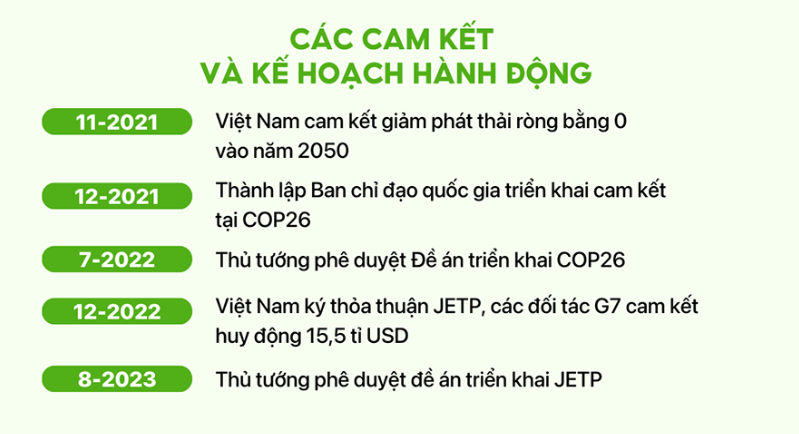 CÁC CAM KẾT
VÀ KẾ HOẠCH HÀNH ĐỘNG
11-2021
Việt Nam cam kết giảm phát thải ròng bằng 0
vào năm 2050
12-2021
Thành lập Ban chỉ đạo quốc gia triển khai cam kết
tại COP26
7-2022
Thủ tướng phê duyệt Đề án triển khai COP26
12-2022
Việt Nam ký thỏa thuận JETP, các đối tác G7 cam kết
huy động 15,5 tỉ USD
8-2023
Thủ tướng phê duyệt đề án triển khai JETP